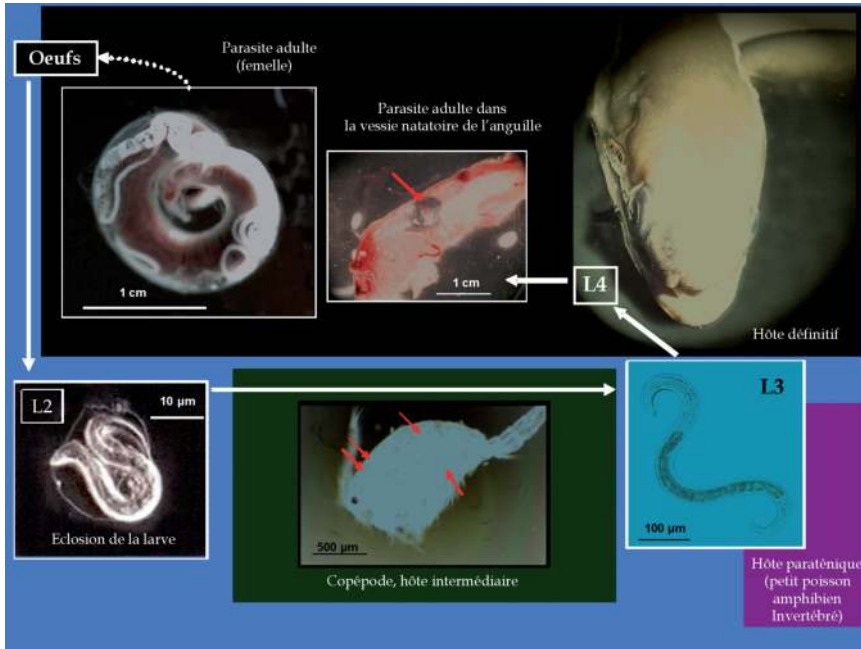 Oeufs
Parasite adulte
(femelle)
Parasite adulte dans
la vessie natatoire de l'anguille
1 cm
1 cm
L4
Hôte définitif
L2
10 µm
Eclosion de la larve
500 µm
Copépode, hôte intermédiaire
L3
100 µm
Hôte paraténique
(petit poisson
amphibien
Invertébré)